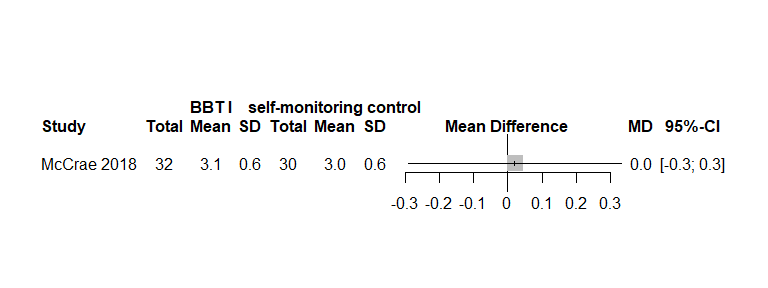 BBT I self-monitoring control
Study Total Mean SD Total Mean SD Mean Difference MD 95%-CI
McCrae 2018 32 3.1 0.6 30 3.0 0.6 0.0 [-0.3; 0.3]
-0.3 -0.2 -0.1 0 0.1 0.2 0.3